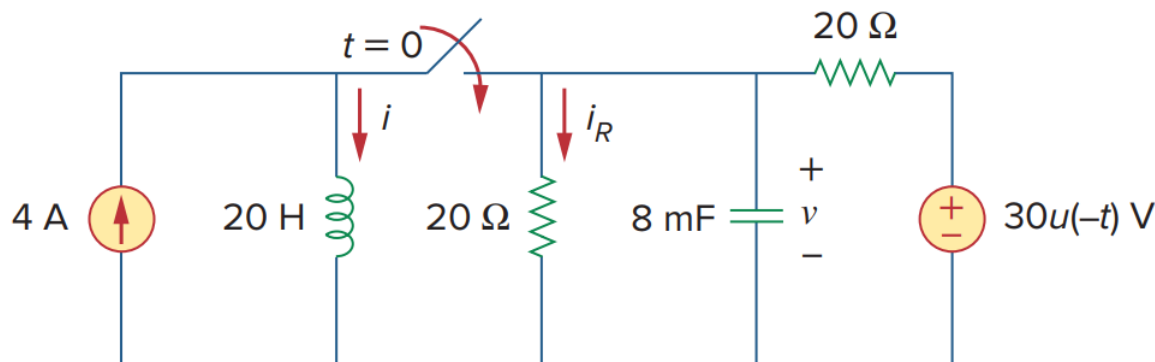 20 Ω
t = 0
i
i_R
4 A
20 H
20 Ω
8 mF
+
v
−
+
−
30u(−t) V